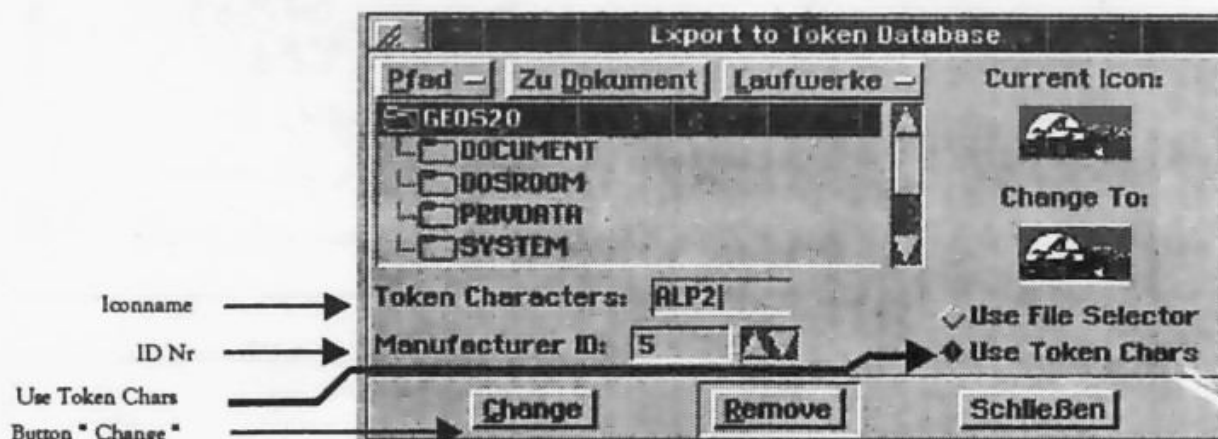 Export to Token Database
Pfad
Zu Dokument
Laufwerke
Current Icon:
GEOS20
DOCUMENT
DOSROOM
PRIVDATA
SYSTEM
Change To:
Iconname
Token Characters: ALP2
Use File Selector
ID Nr
Manufacturer ID: 5
Use Token Chars
Use Token Chars
Button " Change "
Change
Remove
Schließen